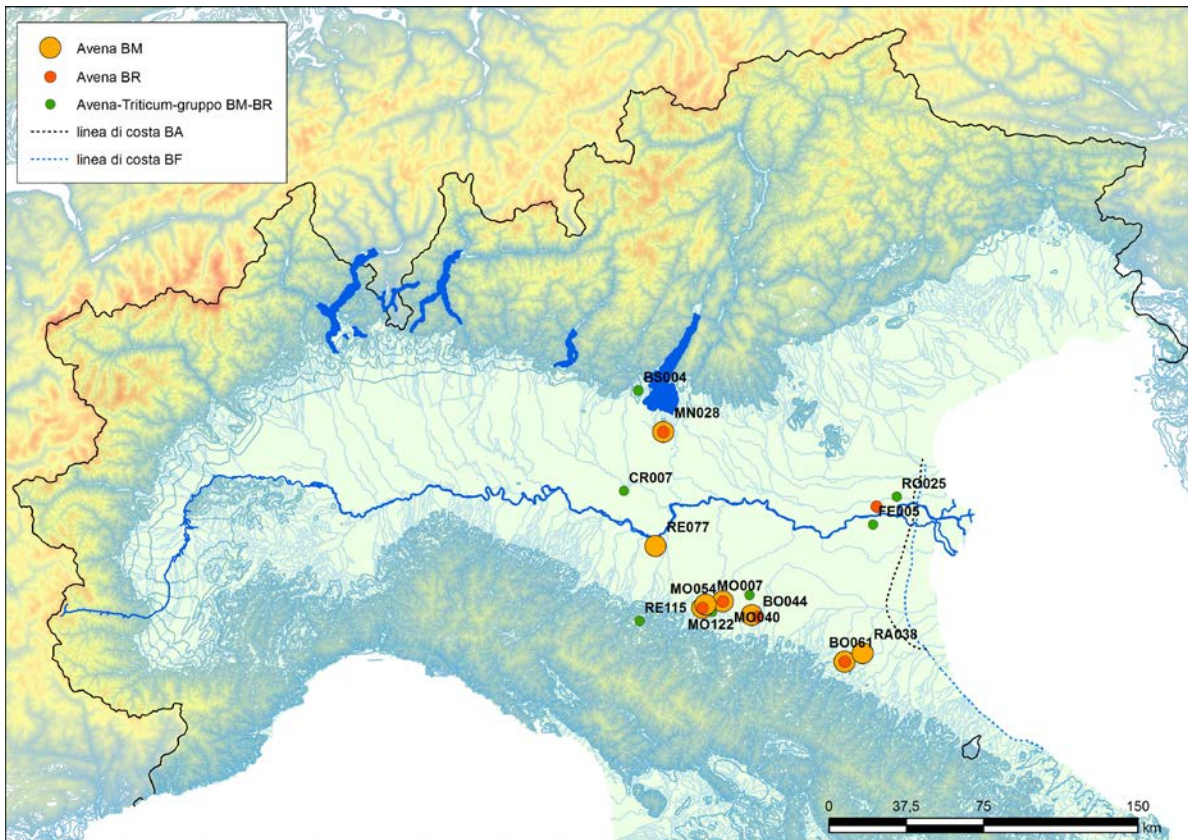 Avena BM
Avena BR
Avena-Triticum-gruppo BM-BR
linea di costa BA
linea di costa BF
BS004
MN028
CR007
RO025
FE005
RE077
MO054
MO007
RE115
BO044
MO040
MO122
RA038
BO061
0 37,5 75 150
km